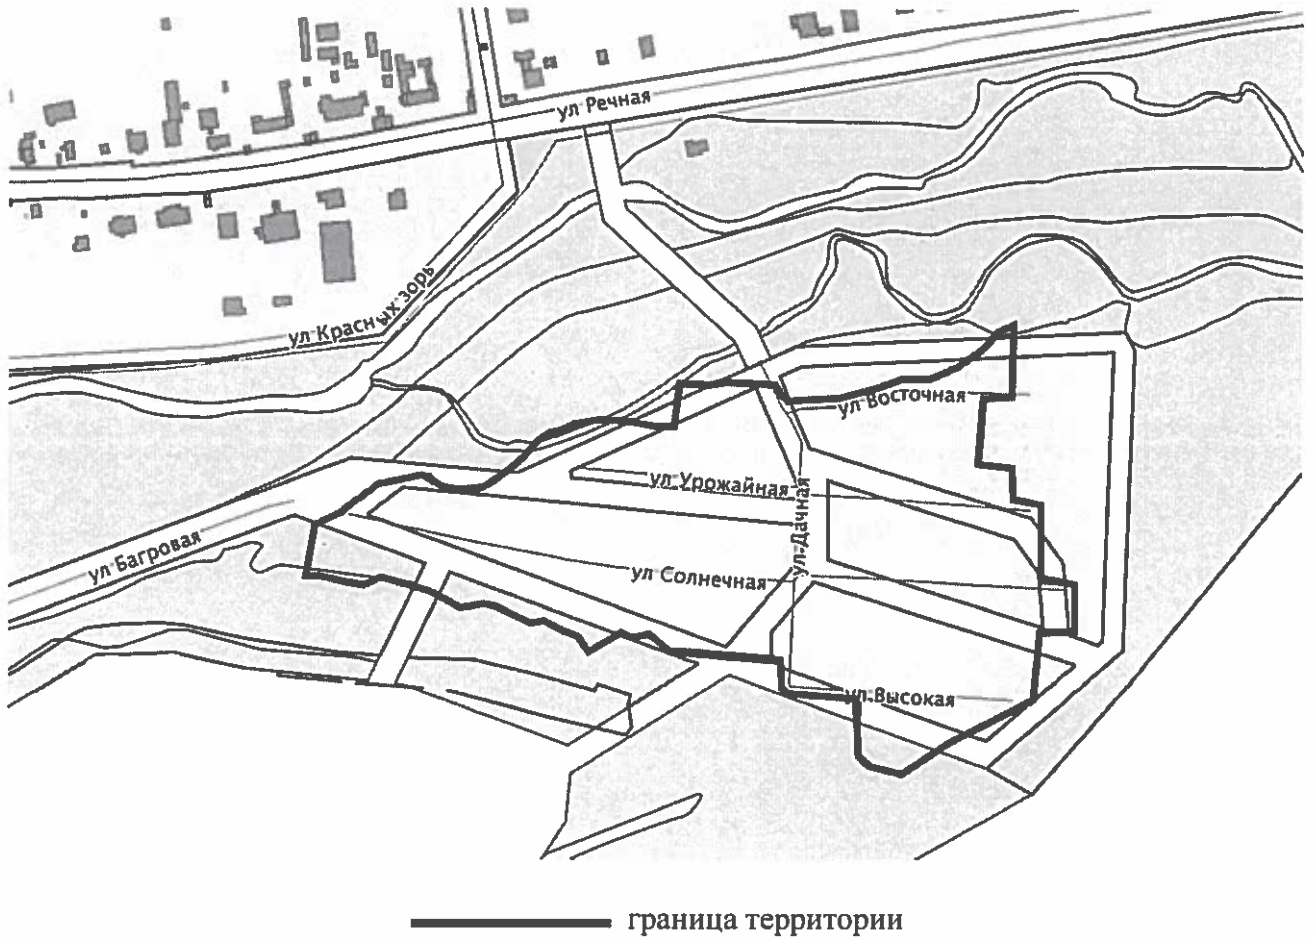 ул Речная
ул Красных зорь
ул Восточная
ул Урожайная
ул Дачная
ул Багровая
ул Солнечная
ул Высокая
граница территории